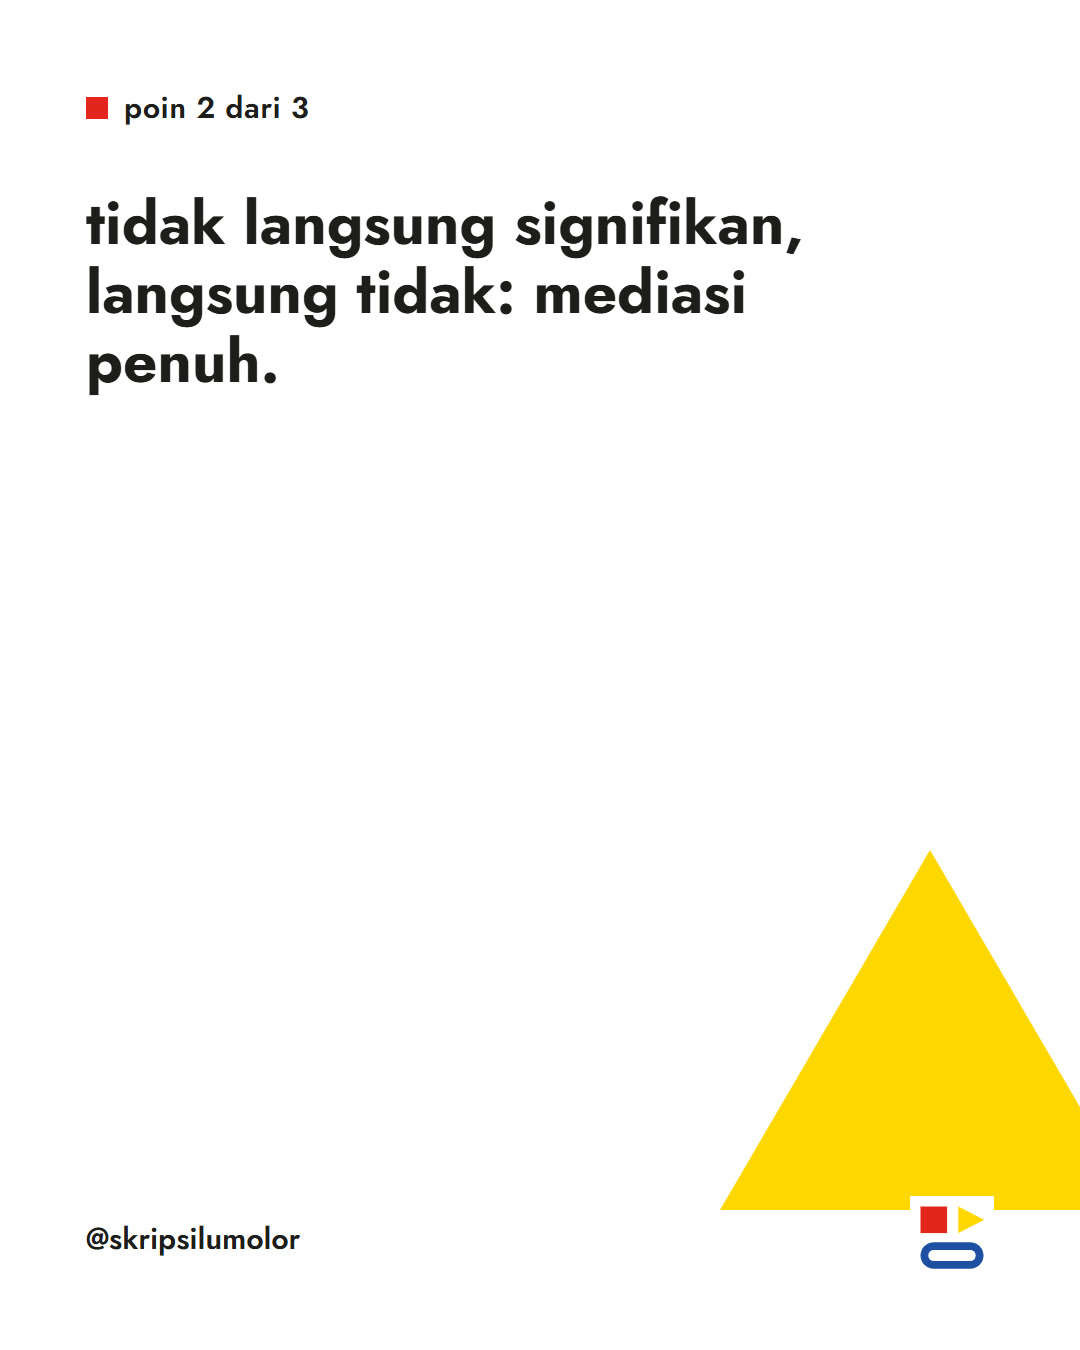 poin 2 dari 3
tidak langsung signifikan,
langsung tidak: mediasi
penuh.
@skripsilumolor